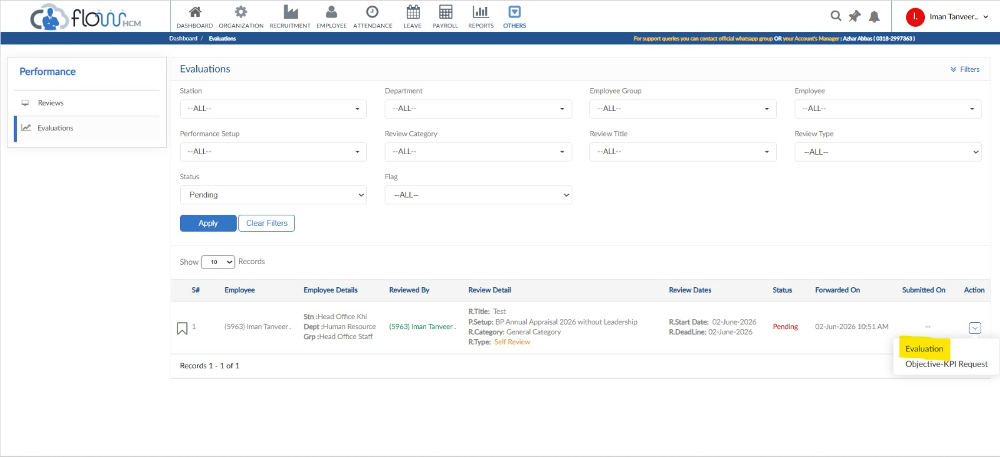 flow HCM
DASHBOARD ORGANIZATION RECRUITMENT EMPLOYEE ATTENDANCE LEAVE PAYROLL REPORTS OTHERS
I. Iman Tanveer..
Dashboard / Evaluations
For support queries you can contact official whatsapp group OR your Account's Manager : Azhar Abbas ( 0318-2997363 )
Performance
Reviews
Evaluations
Evaluations
Filters
Station Department Employee Group Employee
--ALL-- --ALL-- --ALL-- --ALL--
Performance Setup Review Category Review Title Review Type
--ALL-- --ALL-- --ALL-- --ALL--
Status Flag
Pending --ALL--
Apply Clear Filters
Show 10 Records
S# Employee Employee Details Reviewed By Review Detail Review Dates Status Forwarded On Submitted On Action
1 (5963) Iman Tanveer .
Stn :Head Office Khi
Dept :Human Resource
Grp :Head Office Staff
(5963) Iman Tanveer .
R.Title: Test
P.Setup: BP Annual Appraisal 2026 without Leadership
R.Category: General Category
R.Type: Self Review
R.Start Date: 02-June-2026
R.DeadLine: 02-June-2026
Pending 02-Jun-2026 10:51 AM --
Evaluation
Objective-KPI Request
Records 1 - 1 of 1